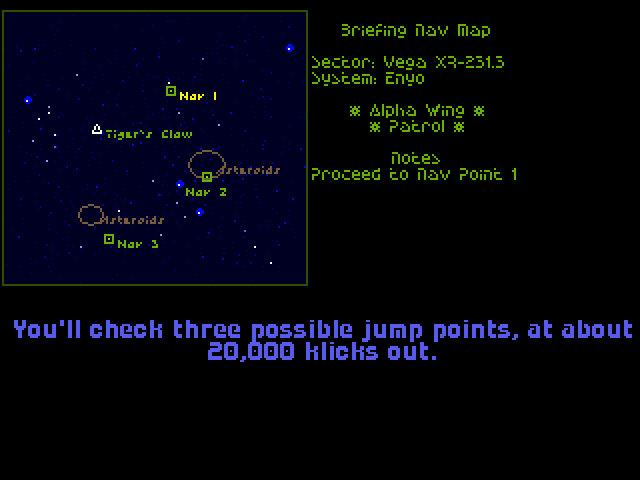 Briefing Nav Map
Sector: Vega XR-231.3
System: Enyo
* Alpha Wing *
* Patrol *
Notes
Proceed to Nav Point 1
Nav 1
Tiger's Claw
Asteroids
Nav 2
Asteroids
Nav 3
You'll check three possible jump points, at about
20,000 klicks out.